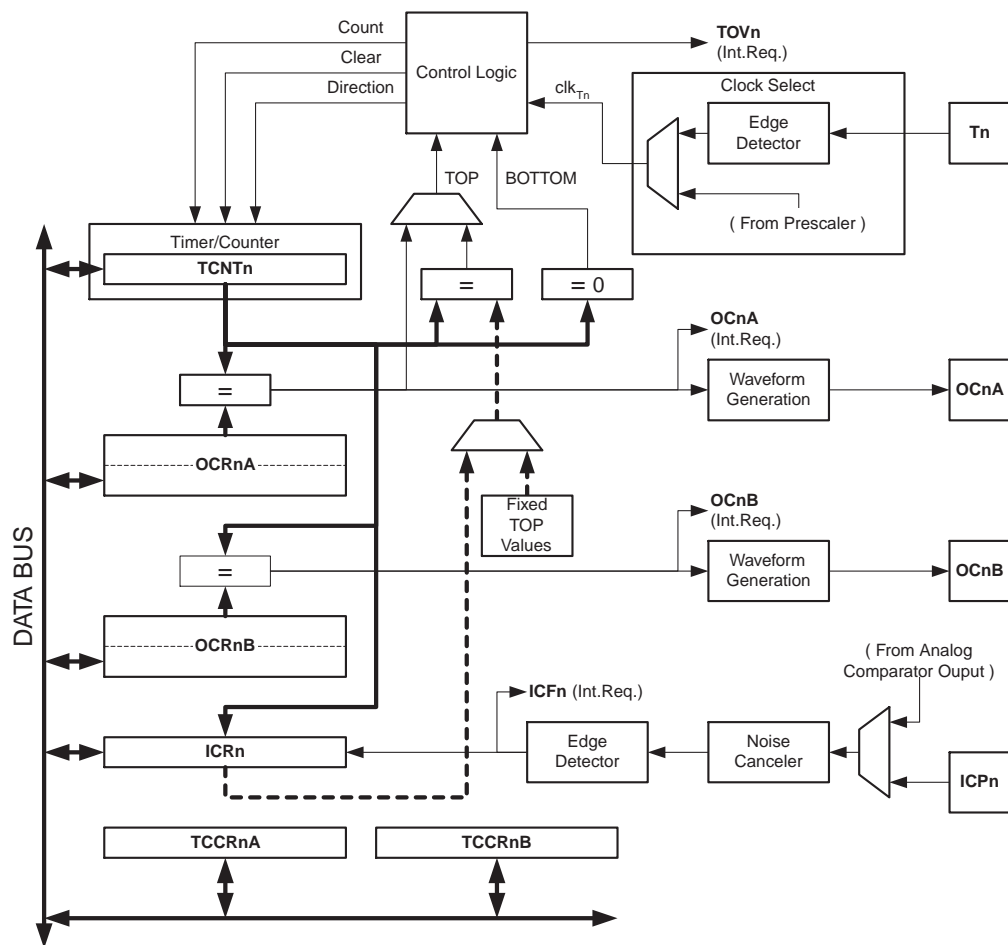 Count
Clear
Direction
Control Logic
TOVn
(Int.Req.)
clkTn
Clock Select
Edge
Detector
Tn
( From Prescaler )
TOP
BOTTOM
Timer/Counter
TCNTn
=
= 0
=
OCRnA
OCnA
(Int.Req.)
Waveform
Generation
OCnA
Fixed
TOP
Values
=
OCRnB
OCnB
(Int.Req.)
Waveform
Generation
OCnB
DATA BUS
( From Analog
Comparator Ouput )
ICFn (Int.Req.)
ICRn
Edge
Detector
Noise
Canceler
ICPn
TCCRnA
TCCRnB